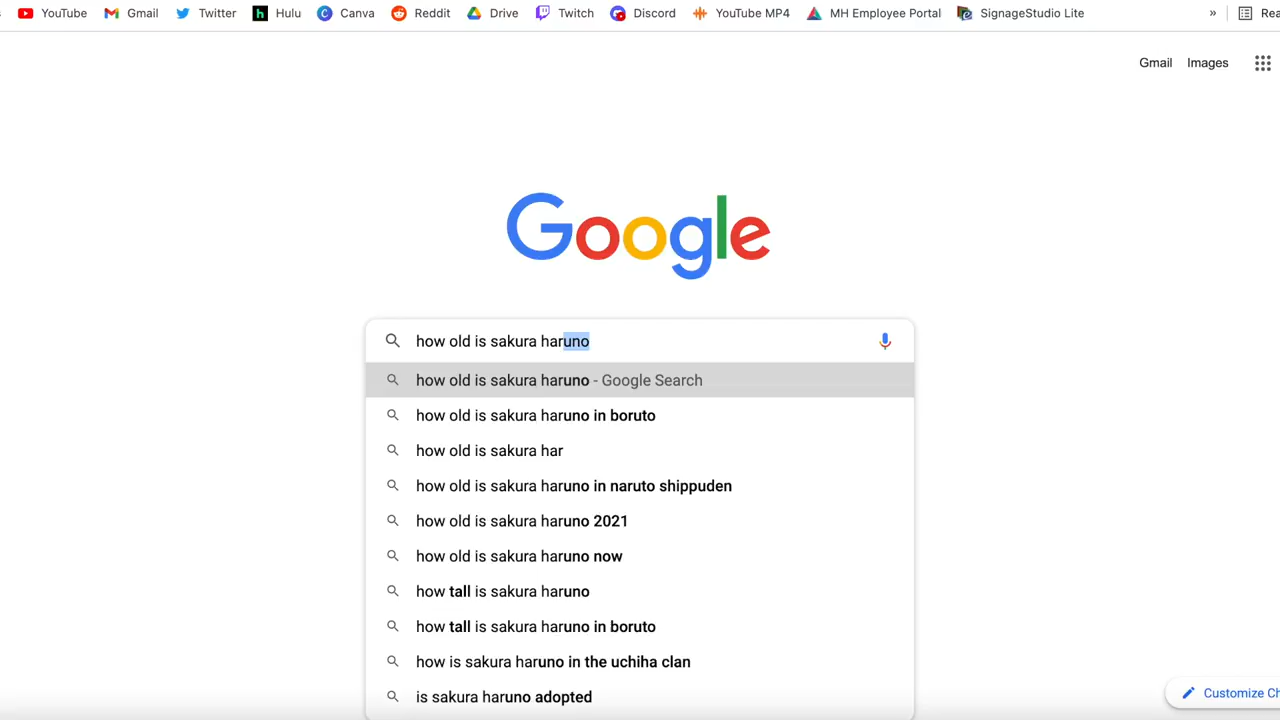 YouTube Gmail Twitter Hulu Canva Reddit Drive Twitch Discord YouTube MP4 MH Employee Portal SignageStudio Lite »
Gmail Images
Google
how old is sakura haruno
how old is sakura haruno - Google Search
how old is sakura haruno in boruto
how old is sakura har
how old is sakura haruno in naruto shippuden
how old is sakura haruno 2021
how old is sakura haruno now
how tall is sakura haruno
how tall is sakura haruno in boruto
how is sakura haruno in the uchiha clan
is sakura haruno adopted
Customize